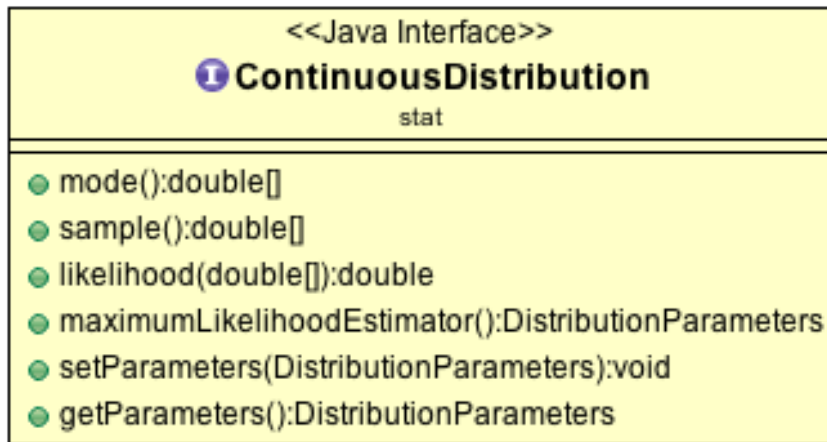 <<Java Interface>>
I ContinuousDistribution
stat
mode():double[]
sample():double[]
likelihood(double[]):double
maximumLikelihoodEstimator():DistributionParameters
setParameters(DistributionParameters):void
getParameters():DistributionParameters